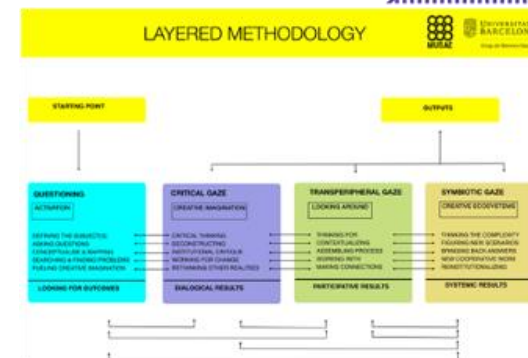 LAYERED METHODOLOGY
MUSAE
UNIVERSITAT
BARCELONA
STARTING POINT
OUTPUTS
QUESTIONING
ACTIVATION
DEFINING THE SUBJECT(S)
ASKING QUESTIONS
CONCEPTUALISE & MAPPING
SEARCHING & FINDING PROBLEMS
FUELING CREATIVE IMAGINATION
LOOKING FOR OUTCOMES
CRITICAL GAZE
CREATIVE IMAGINATION
CRITICAL THINKING
DECONSTRUCTING
INSTITUTIONAL CRITIQUE
WORKING FOR CHANGE
RETHINKING OTHER REALITIES
DIALOGICAL RESULTS
TRANSPERIPHERAL GAZE
LOOKING AROUND
THINKING FOR
CONTEXTUALIZING
ASSEMBLING PROCESS
WORKING WITH
MAKING CONNECTIONS
PARTICIPATIVE RESULTS
SYMBIOTIC GAZE
CREATIVE ECOSYSTEMS
THINKING THE COMPLEXITY
FIGURING NEW SCENARIOS
BRINGING BACK ANSWERS
NEW COOPERATIVE WORK
REINSTITUTIONALIZING
SYSTEMIC RESULTS